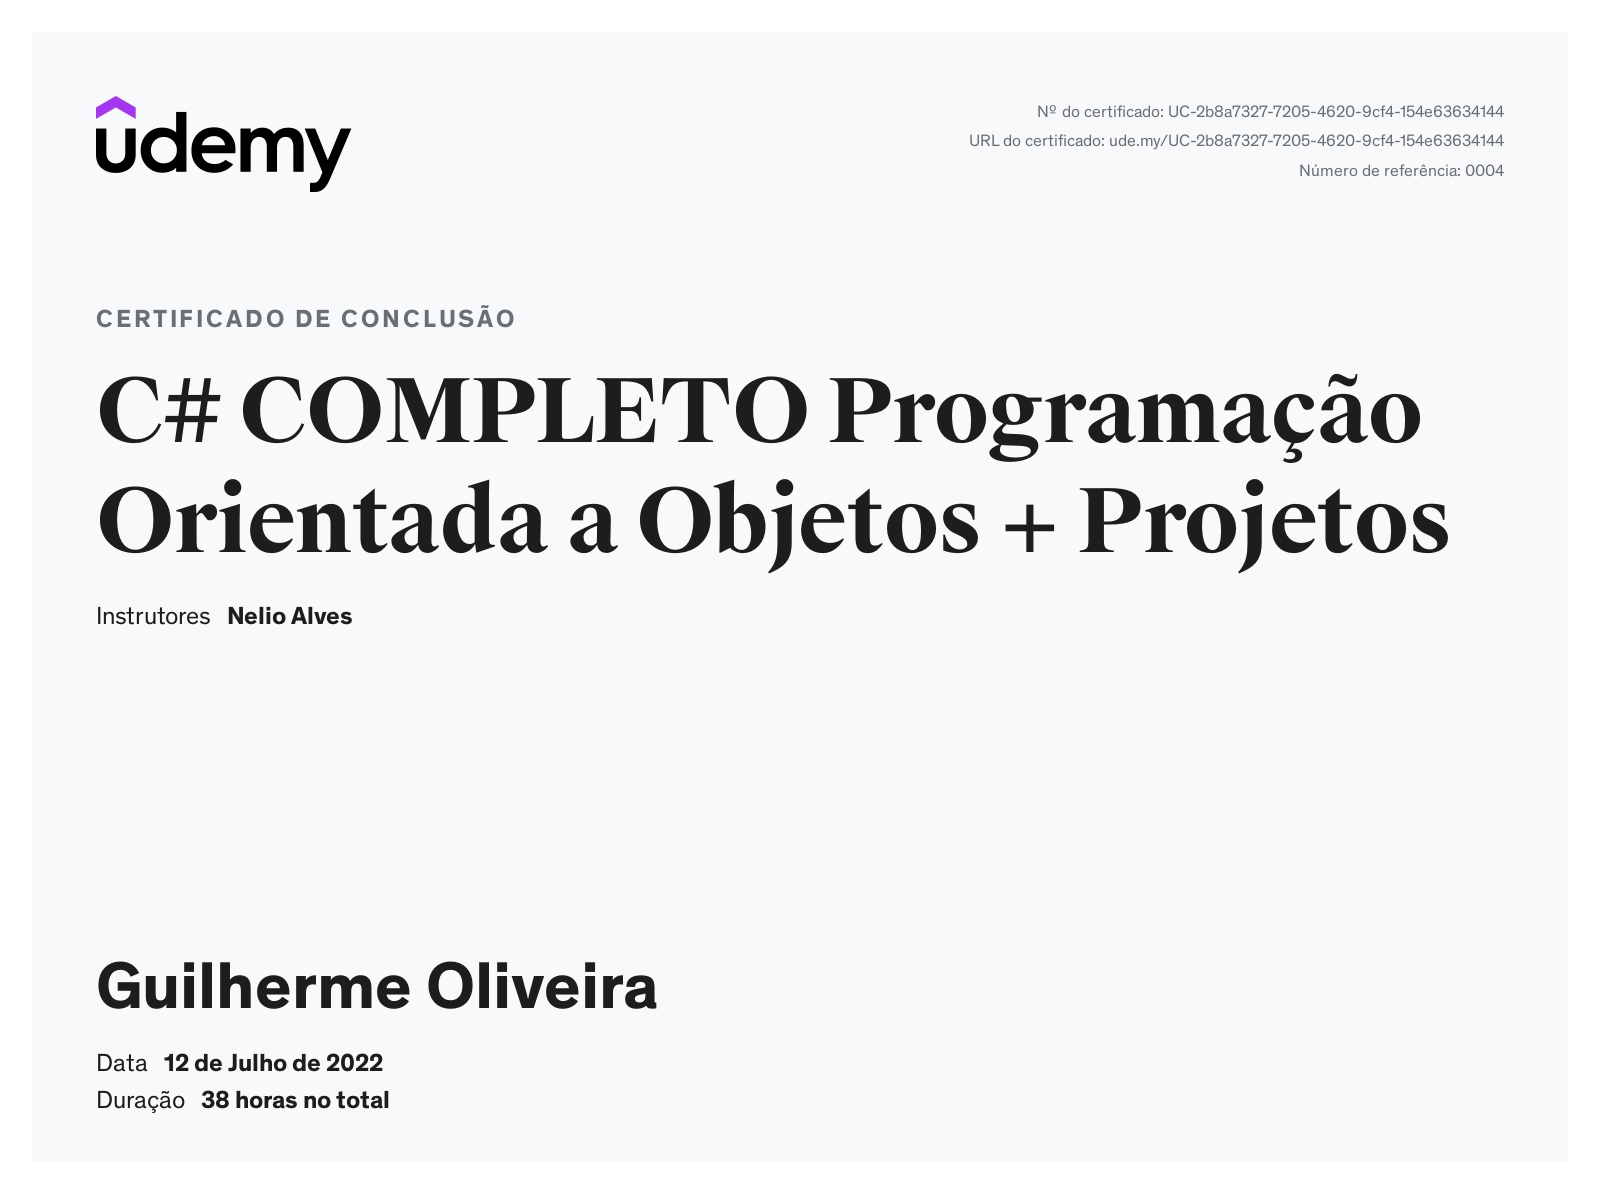 udemy
Nº do certificado: UC-2b8a7327-7205-4620-9cf4-154e63634144
URL do certificado: ude.my/UC-2b8a7327-7205-4620-9cf4-154e63634144
Número de referência: 0004
CERTIFICADO DE CONCLUSÃO
C# COMPLETO Programação
Orientada a Objetos + Projetos
Instrutores Nelio Alves
Guilherme Oliveira
Data 12 de Julho de 2022
Duração 38 horas no total